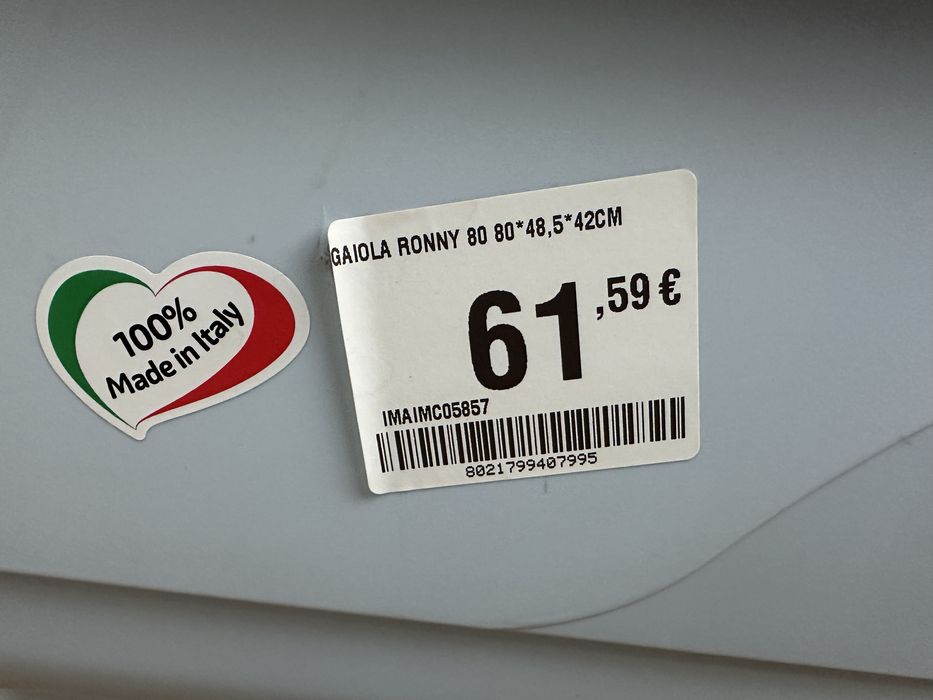 100%
Made in Italy
GAIOLA RONNY 80 80*48,5*42CM
61,59 €
IMAIMC05857
8021799407995